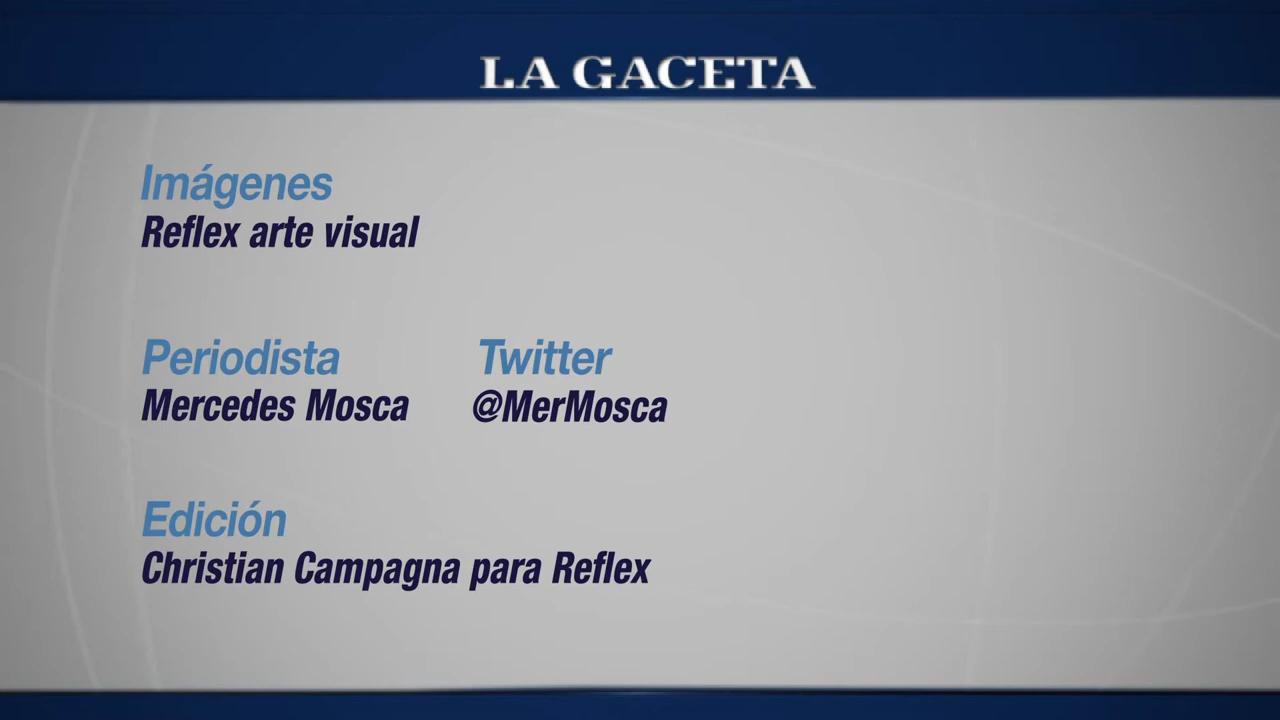 LA GACETA
Imágenes
Reflex arte visual
Periodista
Mercedes Mosca
Twitter
@MerMosca
Edición
Christian Campagna para Reflex